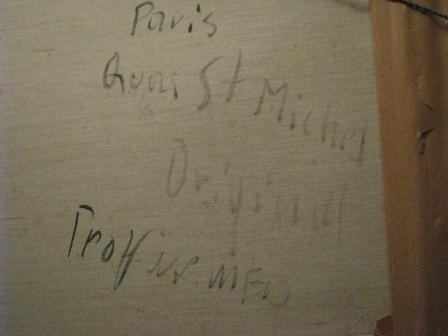 Paris
Quai St Michel
Original